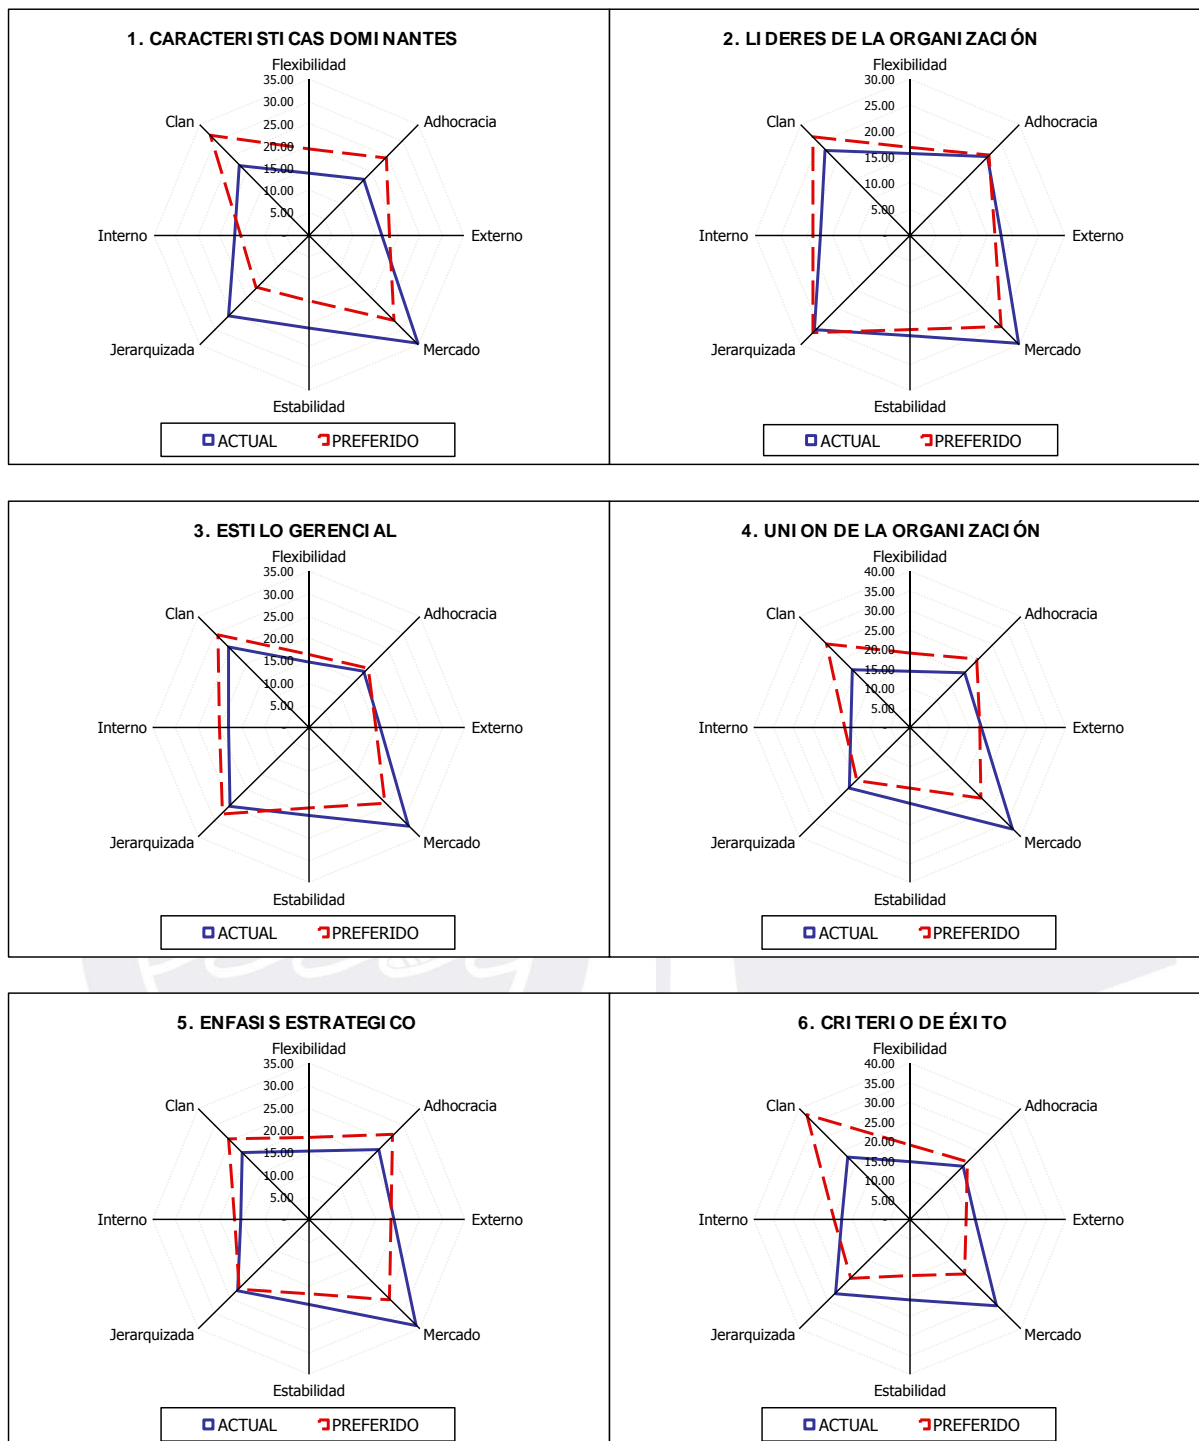 1. CARACTERISTICAS DOMINANTES
Flexibilidad
35.00
30.00
25.00
20.00
15.00
10.00
5.00
-
Clan
Adhocracia
Interno
Externo
Jerarquizada
Mercado
Estabilidad
ACTUAL PREFERIDO
2. LIDERES DE LA ORGANIZACIÓN
Flexibilidad
30.00
25.00
20.00
15.00
10.00
5.00
-
Clan
Adhocracia
Interno
Externo
Jerarquizada
Mercado
Estabilidad
ACTUAL PREFERIDO
3. ESTILO GERENCIAL
Flexibilidad
35.00
30.00
25.00
20.00
15.00
10.00
5.00
-
Clan
Adhocracia
Interno
Externo
Jerarquizada
Mercado
Estabilidad
ACTUAL PREFERIDO
4. UNION DE LA ORGANIZACIÓN
Flexibilidad
40.00
35.00
30.00
25.00
20.00
15.00
10.00
5.00
-
Clan
Adhocracia
Interno
Externo
Jerarquizada
Mercado
Estabilidad
ACTUAL PREFERIDO
5. ENFASIS ESTRATEGICO
Flexibilidad
35.00
30.00
25.00
20.00
15.00
10.00
5.00
-
Clan
Adhocracia
Interno
Externo
Jerarquizada
Mercado
Estabilidad
ACTUAL PREFERIDO
6. CRITERIO DE ÉXITO
Flexibilidad
40.00
35.00
30.00
25.00
20.00
15.00
10.00
5.00
-
Clan
Adhocracia
Interno
Externo
Jerarquizada
Mercado
Estabilidad
ACTUAL PREFERIDO